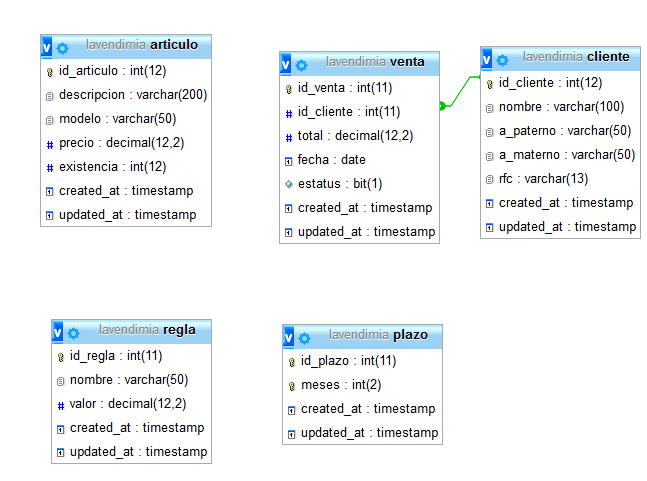 lavendimia articulo
id_articulo : int(12)
descripcion : varchar(200)
modelo : varchar(50)
precio : decimal(12,2)
existencia : int(12)
created_at : timestamp
updated_at : timestamp
lavendimia venta
id_venta : int(11)
id_cliente : int(11)
total : decimal(12,2)
fecha : date
estatus : bit(1)
created_at : timestamp
updated_at : timestamp
lavendimia cliente
id_cliente : int(12)
nombre : varchar(100)
a_paterno : varchar(50)
a_materno : varchar(50)
rfc : varchar(13)
created_at : timestamp
updated_at : timestamp
lavendimia regla
id_regla : int(11)
nombre : varchar(50)
valor : decimal(12,2)
created_at : timestamp
updated_at : timestamp
lavendimia plazo
id_plazo : int(11)
meses : int(2)
created_at : timestamp
updated_at : timestamp